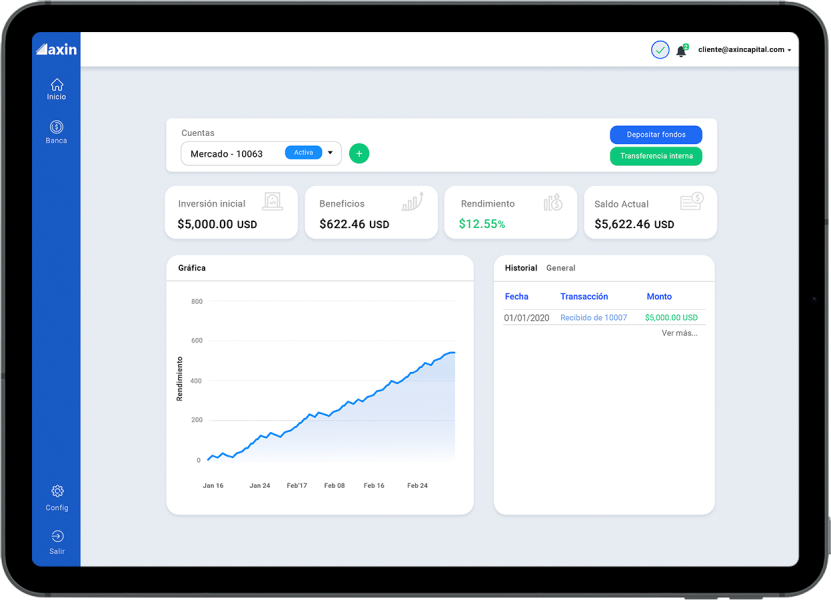 axin
2
cliente@axincapital.com
Inicio
Banca
Cuentas
Mercado - 10063
Activa
Depositar fondos
Transferencia interna
Inversión inicial
$5,000.00 USD
Beneficios
$622.46 USD
Rendimiento
$12.55%
Saldo Actual
$5,622.46 USD
Gráfica
800
600
400
200
0
Rendimiento
Jan 16
Jan 24
Feb'17
Feb 08
Feb 16
Feb 24
Historial
General
Fecha
Transacción
Monto
01/01/2020
Recibido de 10007
$5,000.00 USD
Ver más...
Config
Salir